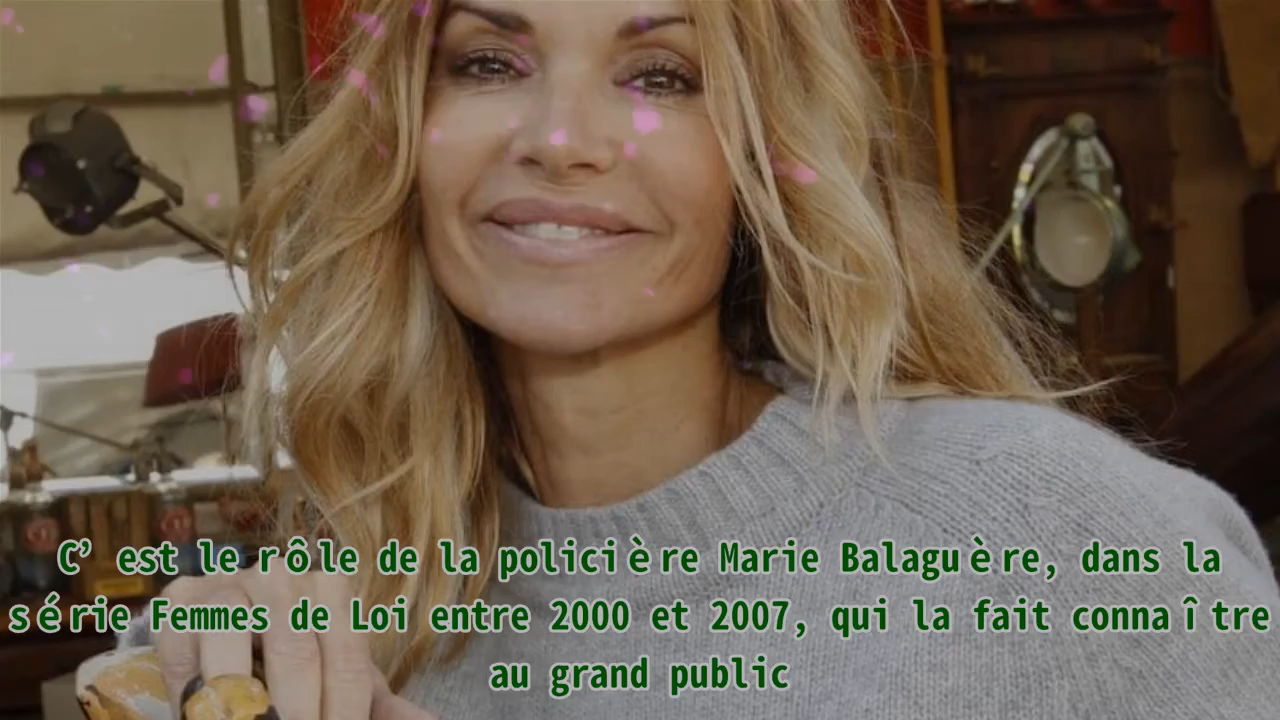 C’ est le rôle de la policière Marie Balaguère, dans la
série Femmes de Loi entre 2000 et 2007, qui la fait connaître
au grand public